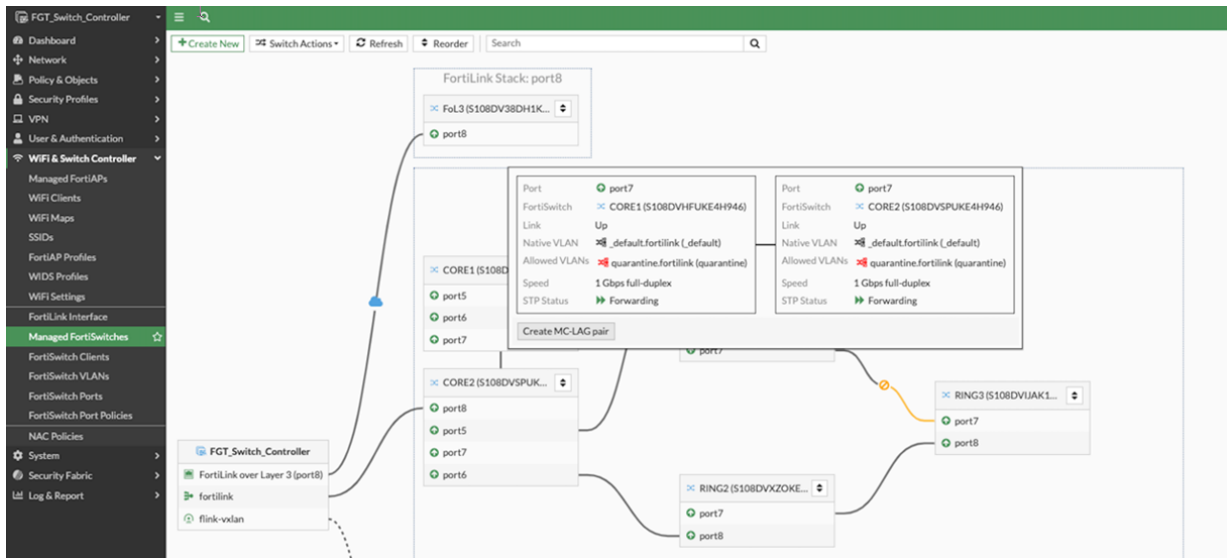 FGT_Switch_Controller
Dashboard
Network
Policy & Objects
Security Profiles
VPN
User & Authentication
WiFi & Switch Controller
Managed FortiAPs
WiFi Clients
WiFi Maps
SSIDs
FortiAP Profiles
WIDS Profiles
WiFi Settings
FortiLink Interface
Managed FortiSwitches
FortiSwitch Clients
FortiSwitch VLANs
FortiSwitch Ports
FortiSwitch Port Policies
NAC Policies
System
Security Fabric
Log & Report
+Create New Switch Actions Refresh Reorder Search
FortiLink Stack: port8
FoL3 (S108DV38DH1K...
port8
Port port7
FortiSwitch CORE1 (S108DVHFUKE4H946)
Link Up
Native VLAN _default.fortilink (_default)
Allowed VLANs quarantine.fortilink (quarantine)
Speed 1 Gbps full-duplex
STP Status Forwarding
Port port7
FortiSwitch CORE2 (S108DVSPUKE4H946)
Link Up
Native VLAN _default.fortilink (_default)
Allowed VLANs quarantine.fortilink (quarantine)
Speed 1 Gbps full-duplex
STP Status Forwarding
Create MC-LAG pair
CORE1 (S108D
port5
port6
port7
port7
CORE2 (S108DVSPUK...
port8
port5
port7
port6
RING3 (S108DVIJAK1...
port7
port8
RING2 (S108DVXZOKE...
port7
port8
FGT_Switch_Controller
FortiLink over Layer 3 (port8)
fortilink
flink-vxlan